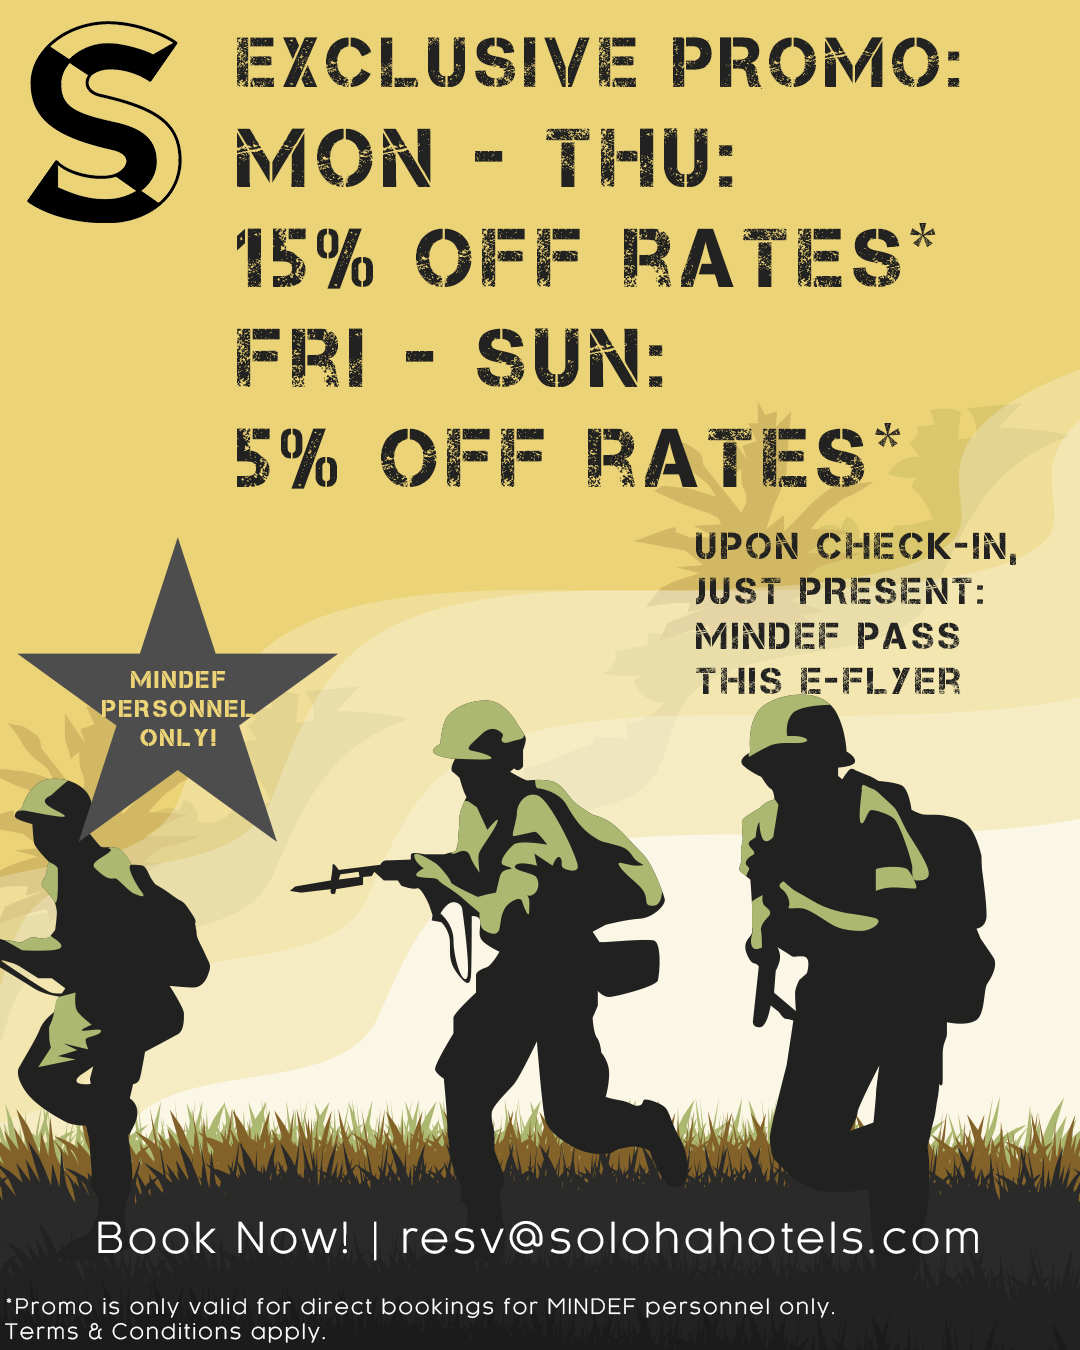 S
EXCLUSIVE PROMO:
MON - THU:
15% OFF RATES*
FRI - SUN:
5% OFF RATES*
UPON CHECK-IN,
JUST PRESENT:
MINDEF PASS
THIS E-FLYER
MINDEF
PERSONNEL
ONLY!
Book Now! | resv@solohahotels.com
*Promo is only valid for direct bookings for MINDEF personnel only.
Terms & Conditions apply.